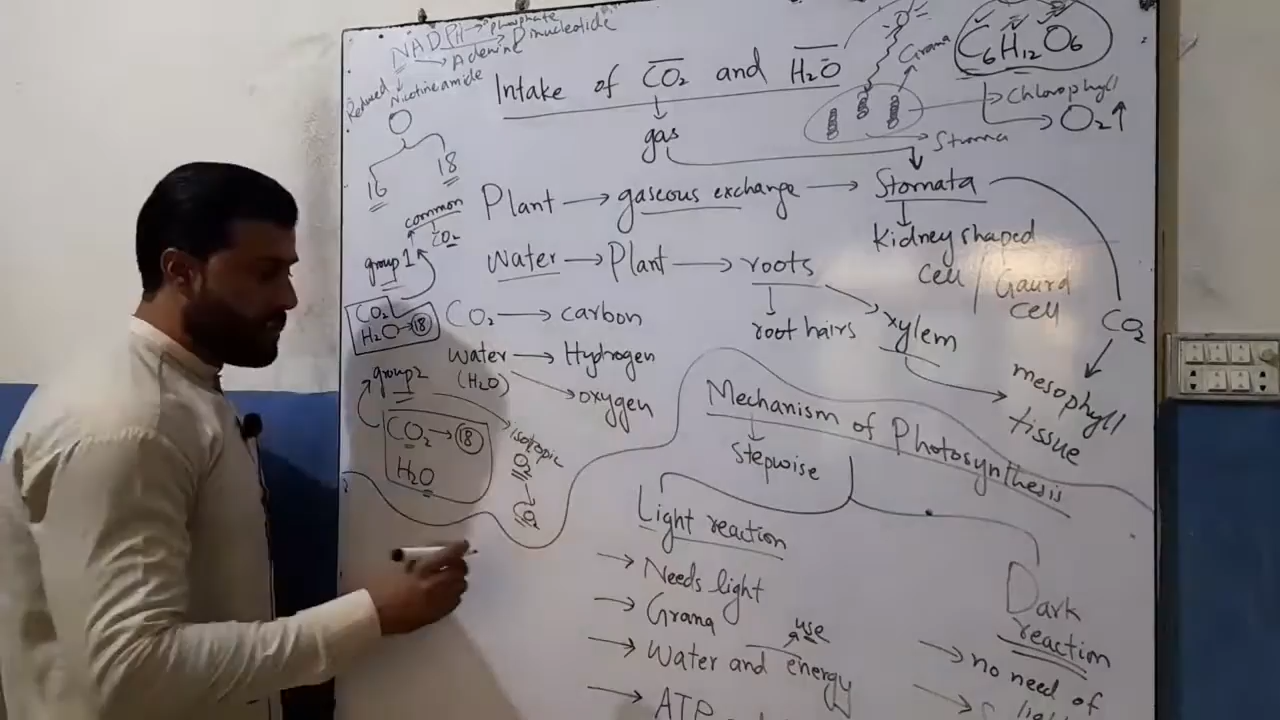 NADPH → phosphate
Dinucleotide
Adenine
Nicotineamide
Reduced
O
16
18
common
CO2
group 1
CO2
H2O → 18
group 2
CO2 → 18
H2O
isotopic
O2
Intake of CO2 and H2O
gas
Grana
C6H12O6
Chlorophyll
O2 ↑
Stroma
Plant → gaseous exchange → Stomata
Kidney shaped
cell / Gaurd
cell
Water → Plant → roots
root hairs
xylem
CO2
mesophyll
tissue
CO2 → carbon
Water → Hydrogen
(H2O)
oxygen
Mechanism of Photosynthesis
Stepwise
Light reaction
→ Needs light
→ Grana
→ Water and energy
use
→ ATP
Dark
reaction
→ no need of
light